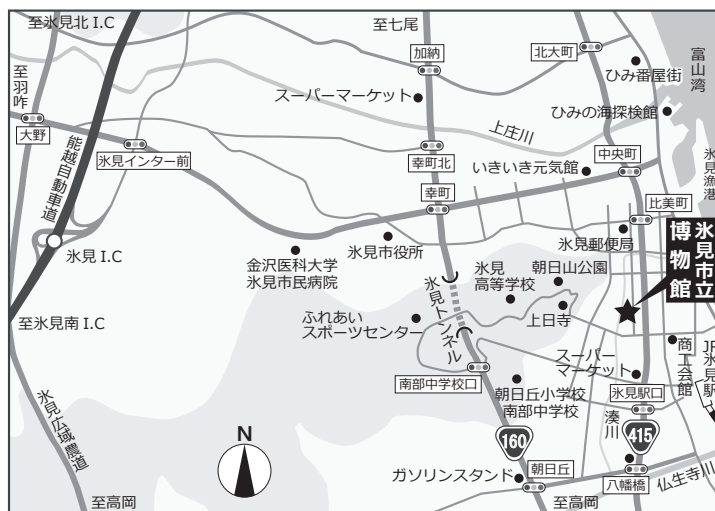 至氷見北 I.C
至七尾
加納
北大町
富山湾
ひみ番屋街
至羽咋
スーパーマーケット
ひみの海探検館
大野
上庄川
能越自動車道
氷見インター前
幸町北
いきいき元気館
中央町
氷見漁港
幸町
比美町
氷見郵便局
氷見市立
博物館
氷見 I.C
金沢医科大学
氷見市民病院
氷見市役所
氷見トンネル
氷見
高等学校
朝日山公園
上日寺
ふれあい
スポーツセンター
至氷見南 I.C
商工会館
JR氷見駅
スーパー
マーケット
南部中学校口
朝日丘小学校
南部中学校
氷見駅口
湊川
氷見広域農道
N
160
415
ガソリンスタンド
朝日丘
八幡橋
仏生寺川
至高岡
至高岡